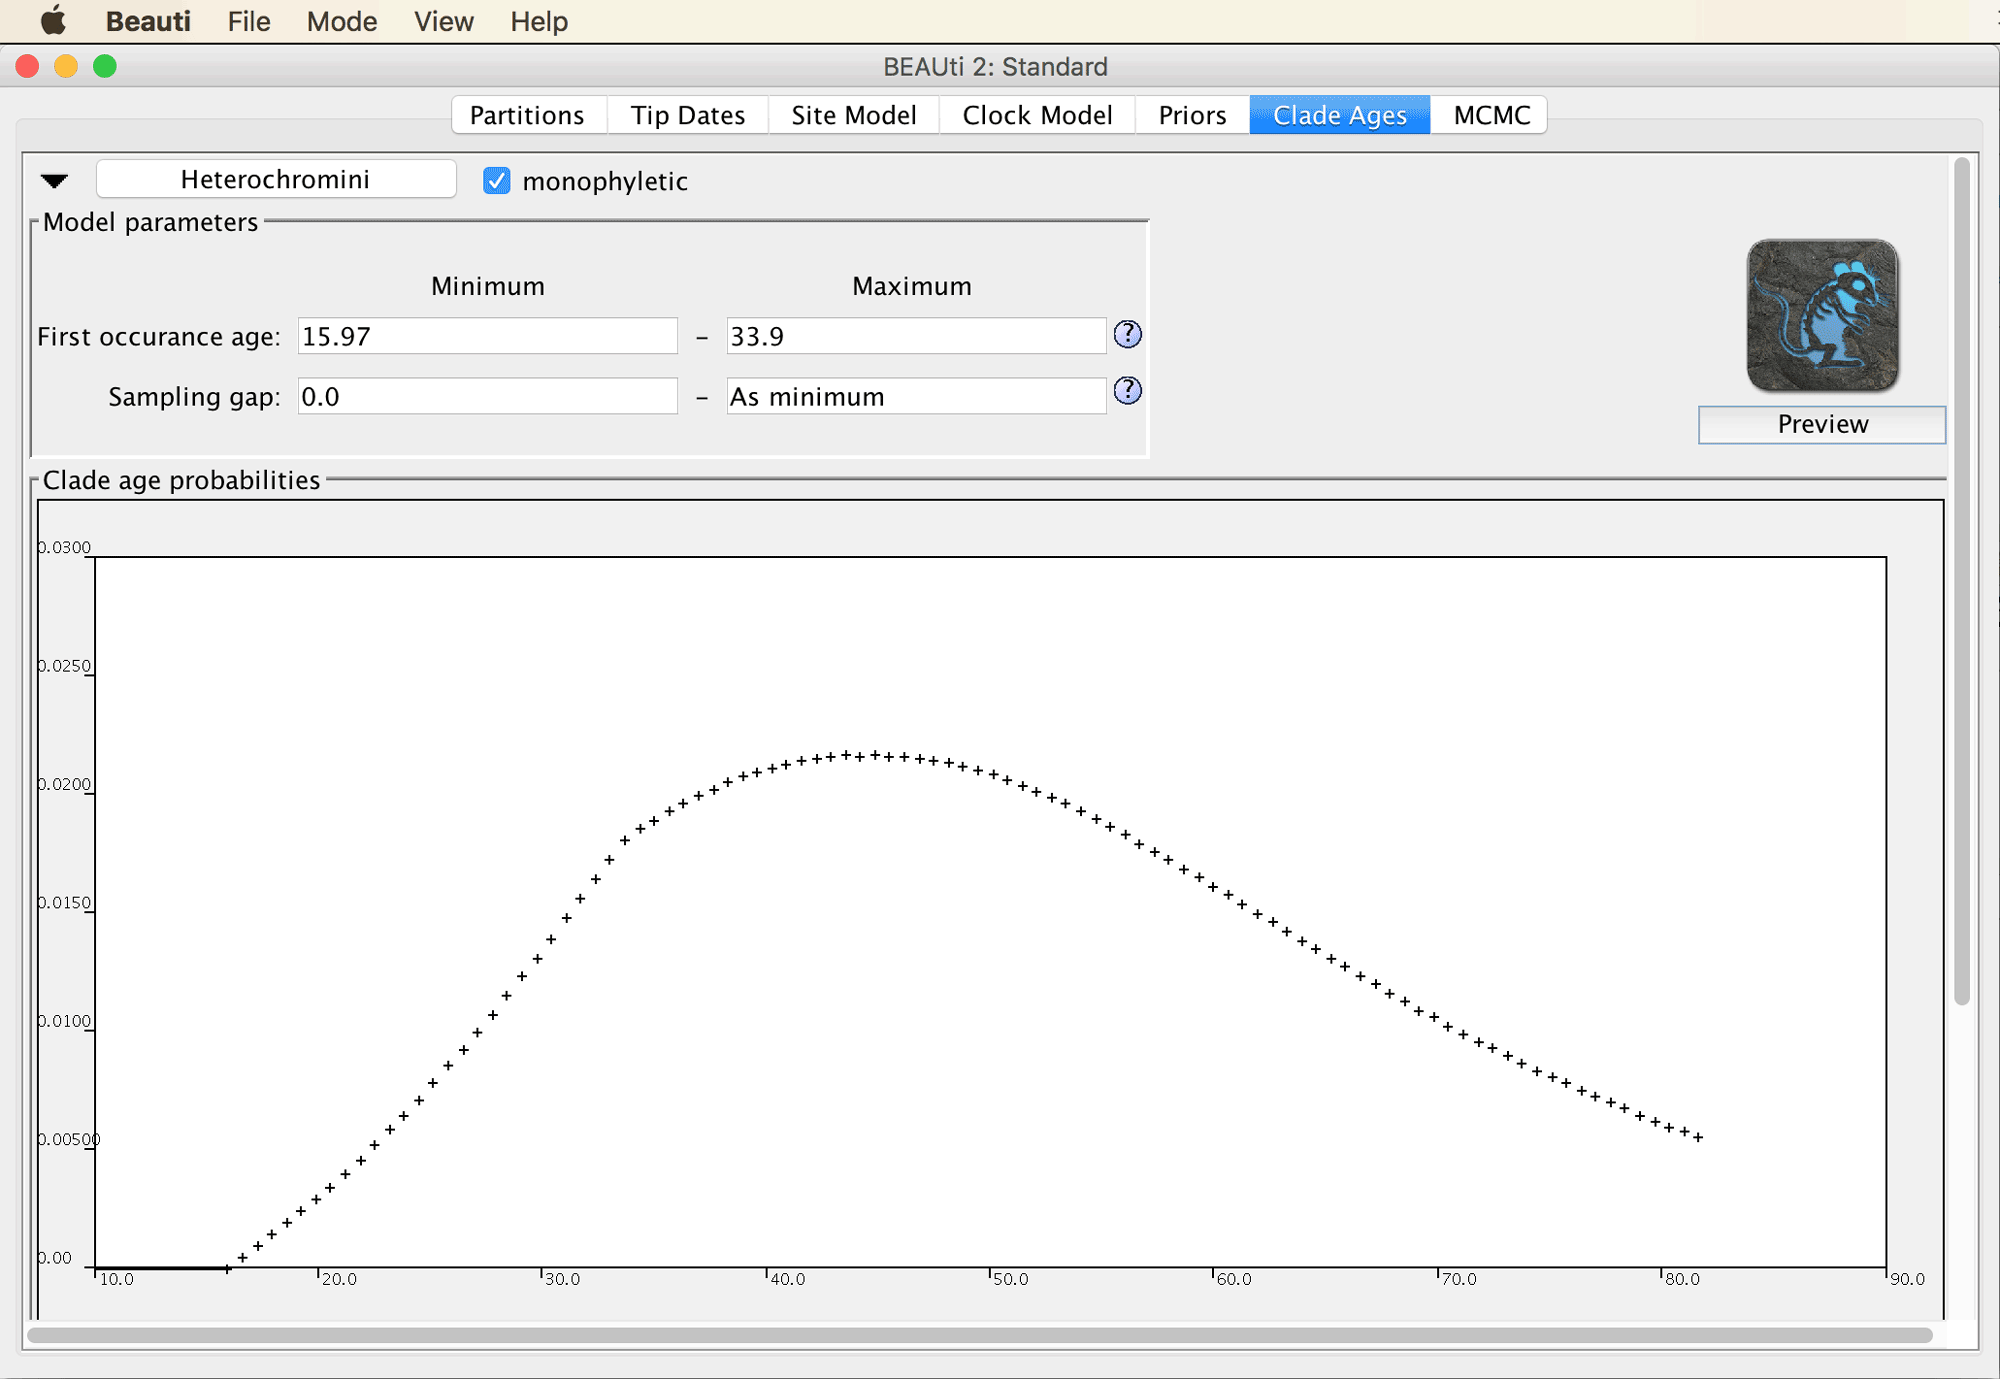 Beauti File Mode View Help
BEAUti 2: Standard
Partitions Tip Dates Site Model Clock Model Priors Clade Ages MCMC
Heterochromini monophyletic
Model parameters
Minimum Maximum
First occurance age: 15.97 – 33.9 ?
Sampling gap: 0.0 – As minimum ?
Preview
Clade age probabilities
0.0300
0.0250
0.0200
0.0150
0.0100
0.00500
0.00
10.0 20.0 30.0 40.0 50.0 60.0 70.0 80.0 90.0